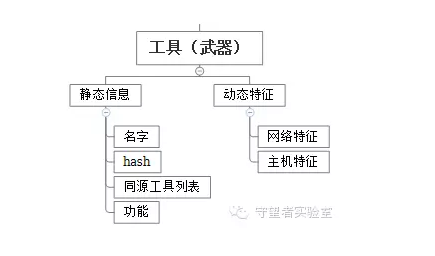 工具（武器）
静态信息
动态特征
名字
hash
同源工具列表
功能
网络特征
主机特征
守望者实验室